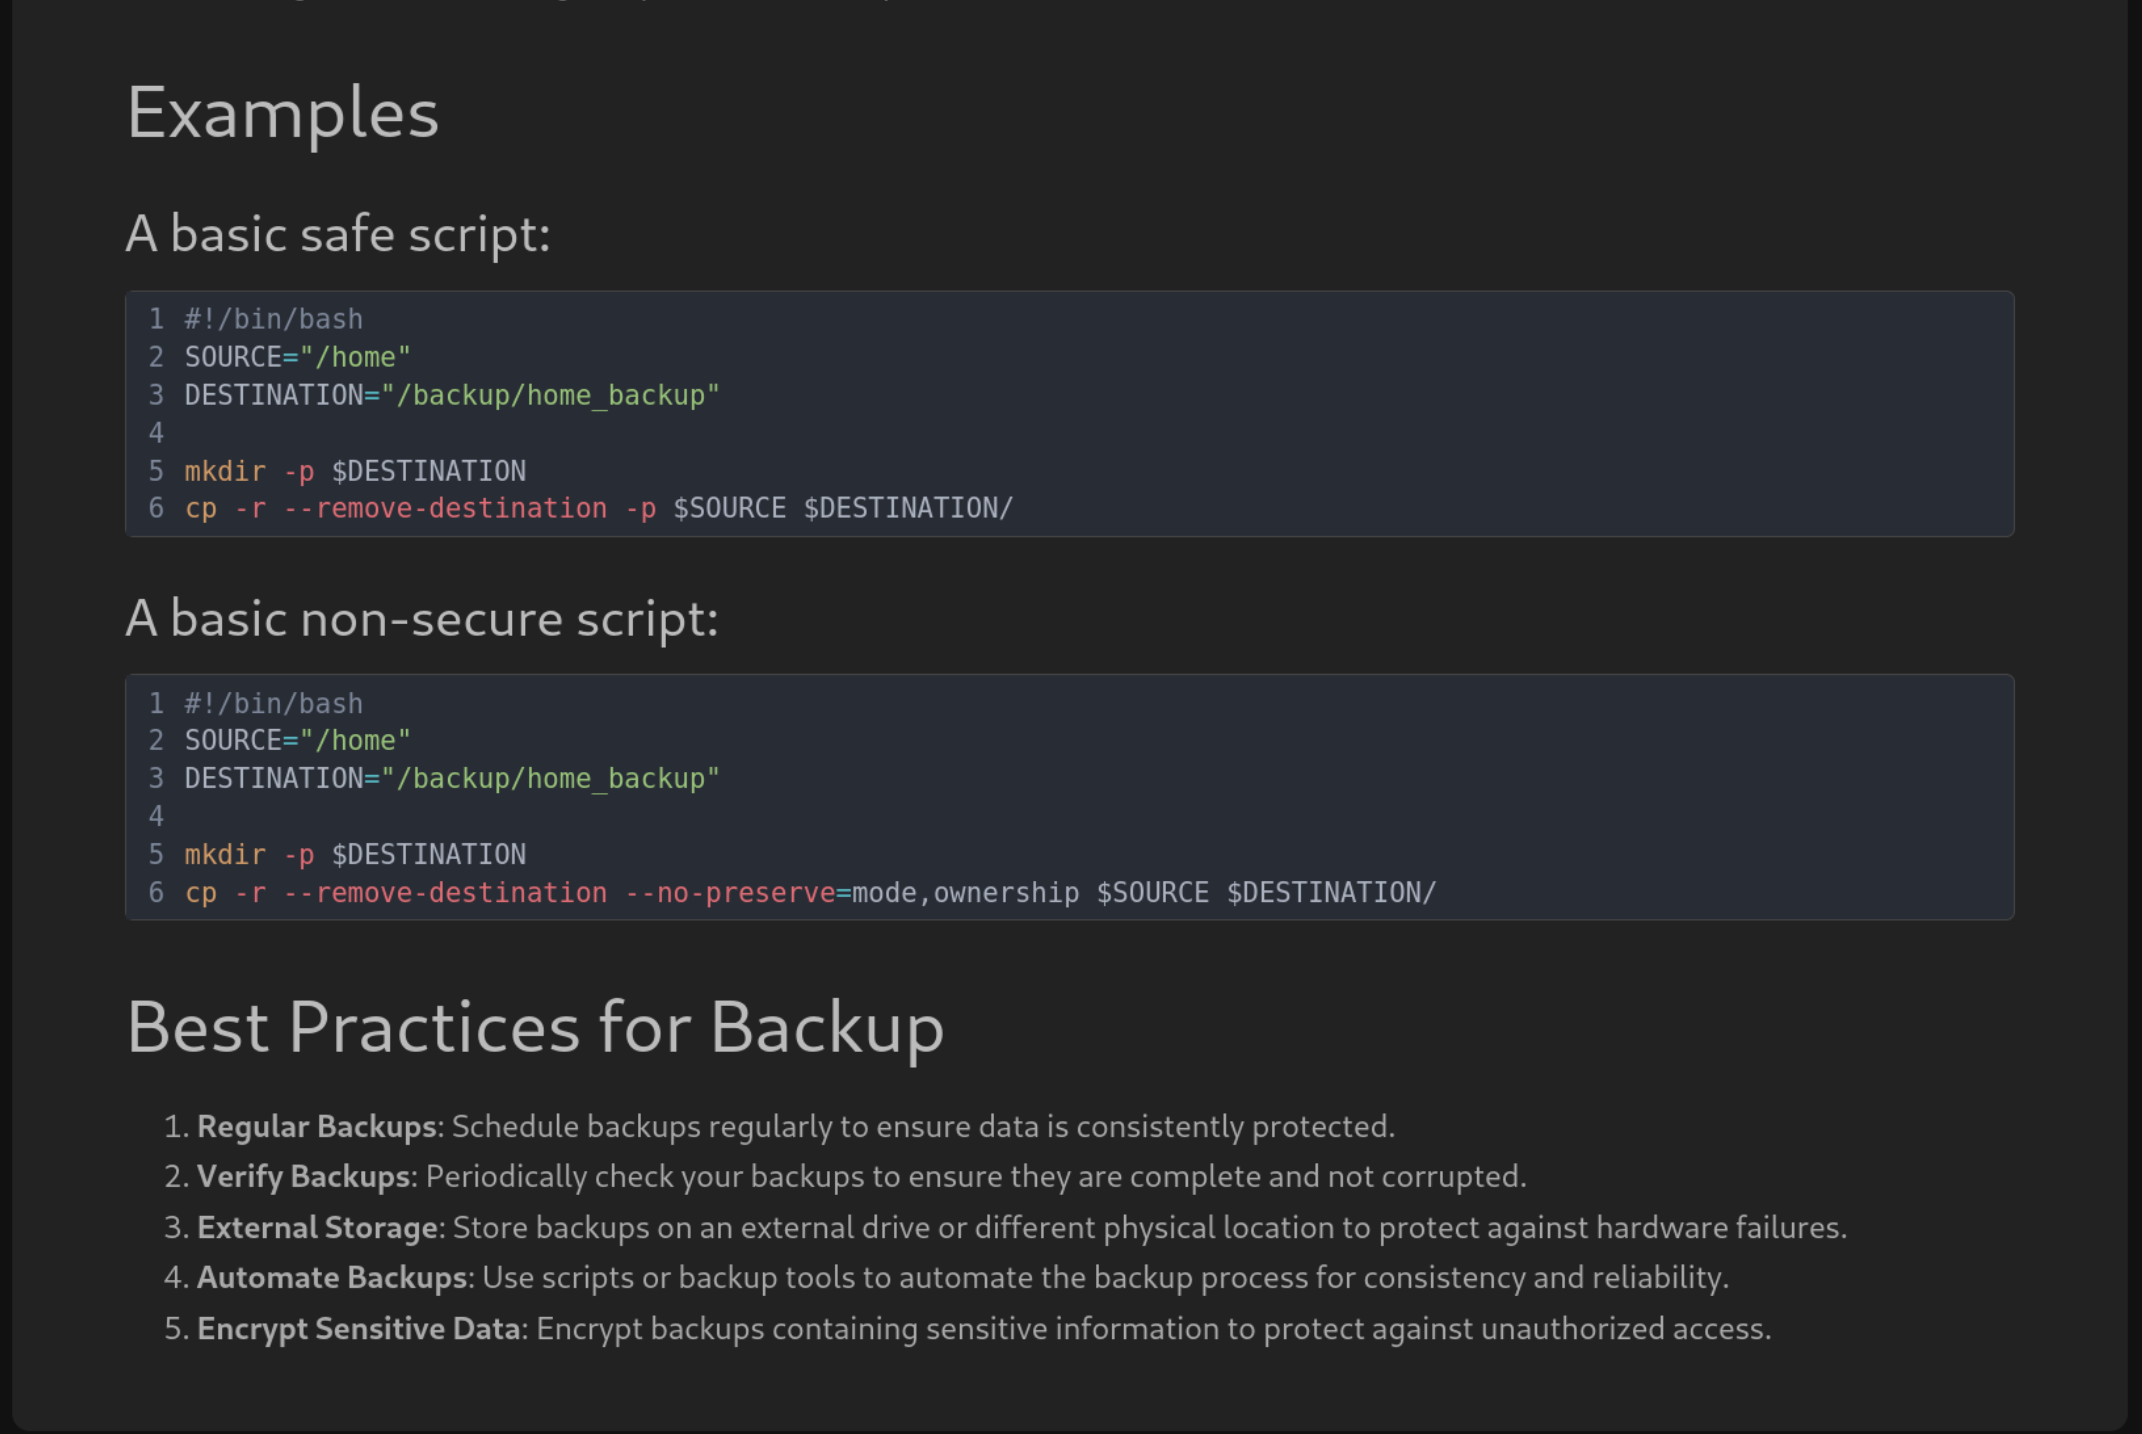 Examples
A basic safe script:
1 #!/bin/bash
2 SOURCE="/home"
3 DESTINATION="/backup/home_backup"
4
5 mkdir -p $DESTINATION
6 cp -r --remove-destination -p $SOURCE $DESTINATION/
A basic non-secure script:
1 #!/bin/bash
2 SOURCE="/home"
3 DESTINATION="/backup/home_backup"
4
5 mkdir -p $DESTINATION
6 cp -r --remove-destination --no-preserve=mode,ownership $SOURCE $DESTINATION/
Best Practices for Backup
1. Regular Backups: Schedule backups regularly to ensure data is consistently protected.
2. Verify Backups: Periodically check your backups to ensure they are complete and not corrupted.
3. External Storage: Store backups on an external drive or different physical location to protect against hardware failures.
4. Automate Backups: Use scripts or backup tools to automate the backup process for consistency and reliability.
5. Encrypt Sensitive Data: Encrypt backups containing sensitive information to protect against unauthorized access.